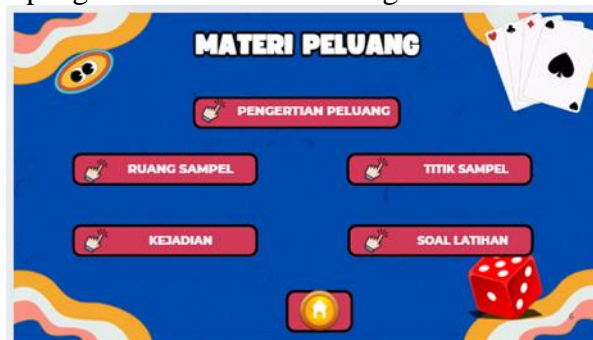 MATERI PELUANG
PENGERTIAN PELUANG
RUANG SAMPEL
TITIK SAMPEL
KEJADIAN
SOAL LATIHAN